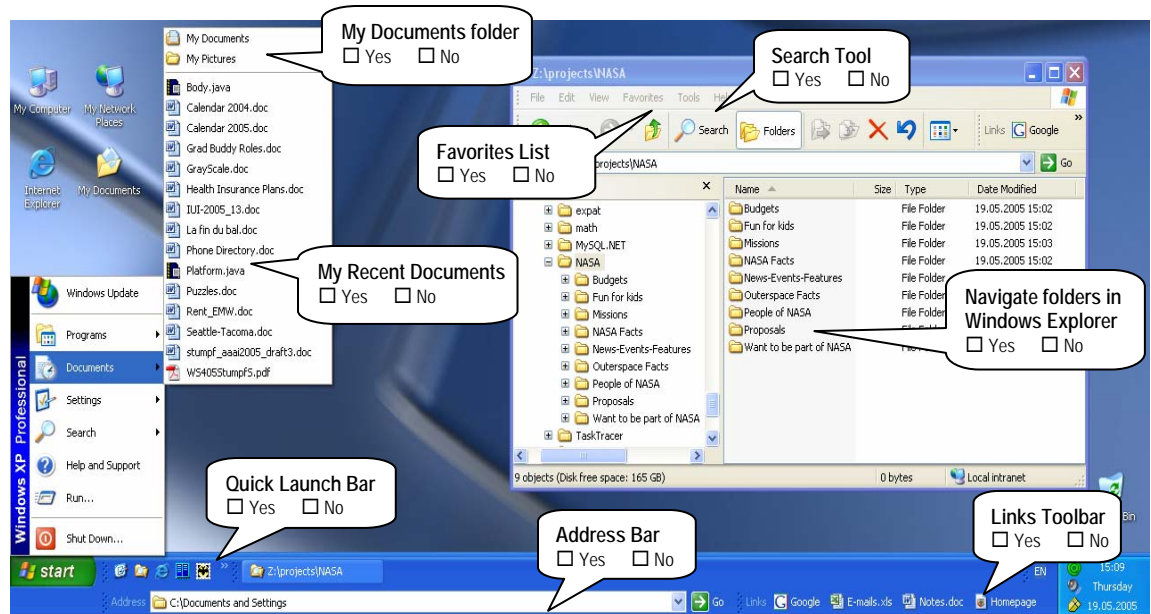 My Documents
My Pictures
My Documents folder
Yes No
Body.java
Calendar 2004.doc
Calendar 2005.doc
Grad Buddy Roles.doc
GrayScale.doc
Health Insurance Plans.doc
IUI-2005_13.doc
La fin du bal.doc
Phone Directory.doc
Platform.java
Puzzles.doc
Rent_EMW.doc
Seattle-Tacoma.doc
stumpf_aaai2005_draft3.doc
WS405StumpfS.pdf
My Computer
My Network Places
Internet Explorer
My Documents
My Recent Documents
Yes No
Windows XP Professional
Windows Update
Programs
Documents
Settings
Search
Help and Support
Run...
Shut Down...
Search Tool
Yes No
Z:\projects\NASA
File Edit View Favorites Tools
Search
Folders
Links Google »
Favorites List
Yes No
projects\NASA
Go
x
Name Size Type Date Modified
expat
math
MySQL.NET
NASA
Budgets
Fun for kids
Missions
NASA Facts
News-Events-Features
Outerspace Facts
People of NASA
Proposals
Want to be part of NASA
TaskTracer
Budgets File Folder 19.05.2005 15:02
Fun for kids File Folder 19.05.2005 15:02
Missions File Folder 19.05.2005 15:03
NASA Facts File Folder 19.05.2005 15:02
News-Events-Features File Folder
Outerspace Facts File Folder
People of NASA File Folder
Proposals
Want to be part of NASA
Navigate folders in
Windows Explorer
Yes No
9 objects (Disk free space: 165 GB) 0 bytes Local intranet
Bin
Quick Launch Bar
Yes No
Address Bar
Yes No
Links Toolbar
Yes No
start » Z:\projects\NASA EN 15:09
Thursday
Address C:\Documents and Settings Go Links Google E-mails.xls Notes.doc Homepage 19.05.2005